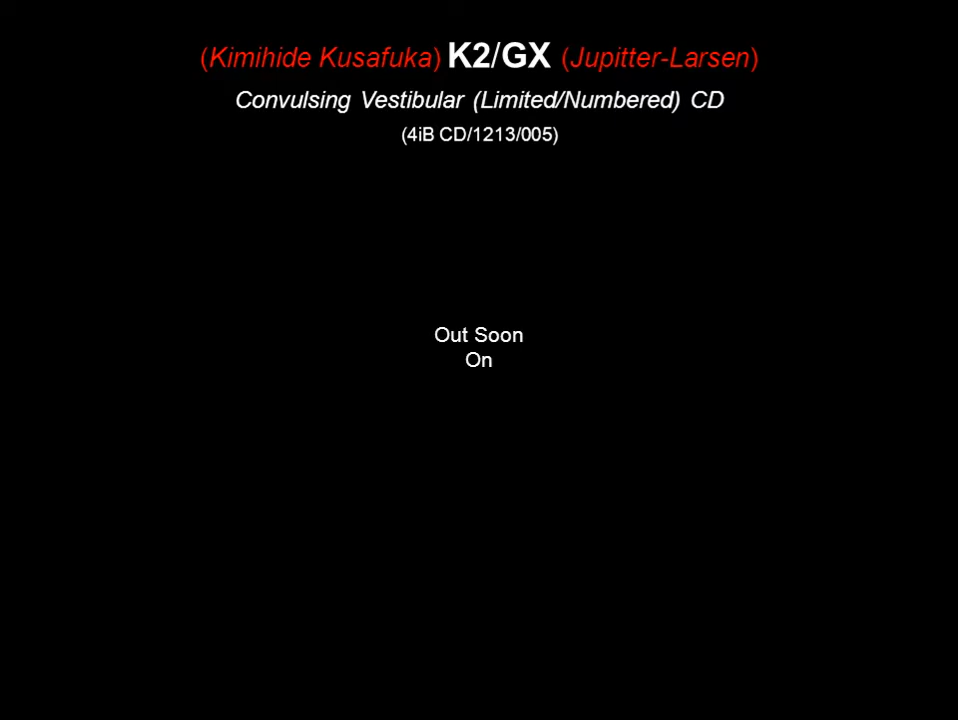 (Kimihide Kusafuka) K2/GX (Jupitter-Larsen)
Convulsing Vestibular (Limited/Numbered) CD
(4iB CD/1213/005)
Out Soon
On